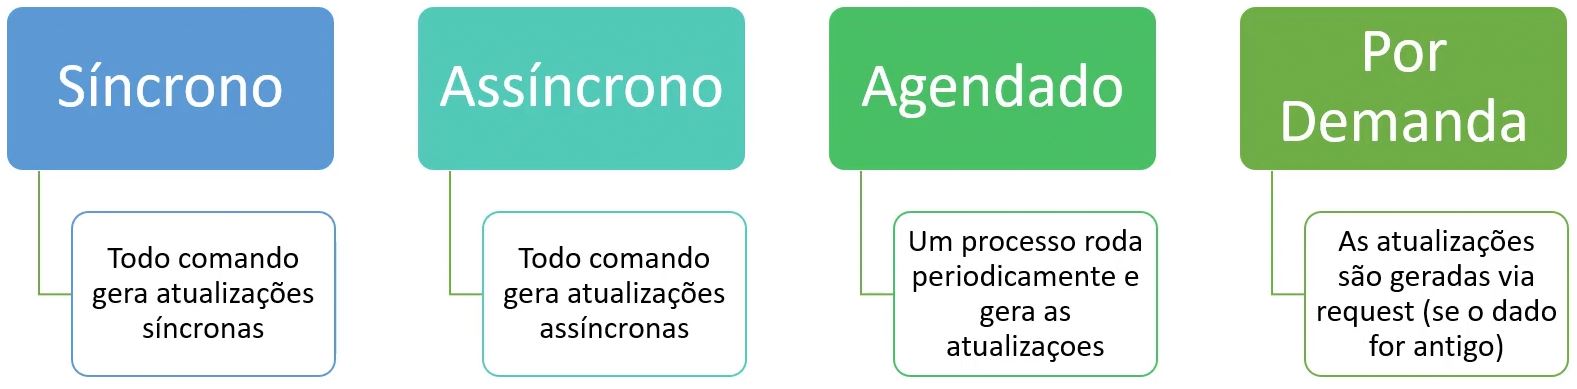 Síncrono
Todo comando
gera atualizações
síncronas
Assíncrono
Todo comando
gera atualizações
assíncronas
Agendado
Um processo roda
periodicamente e
gera as
atualizaçoes
Por
Demanda
As atualizações
são geradas via
request (se o dado
for antigo)